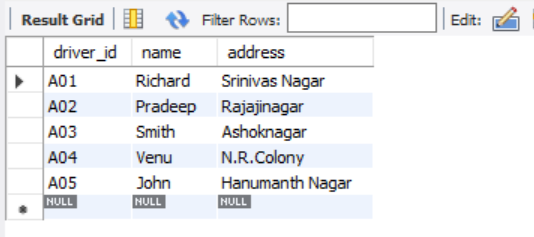 Result Grid Filter Rows: Edit:
driver_id name address
A01 Richard Srinivas Nagar
A02 Pradeep Rajajinagar
A03 Smith Ashoknagar
A04 Venu N.R.Colony
A05 John Hanumanth Nagar
NULL NULL NULL